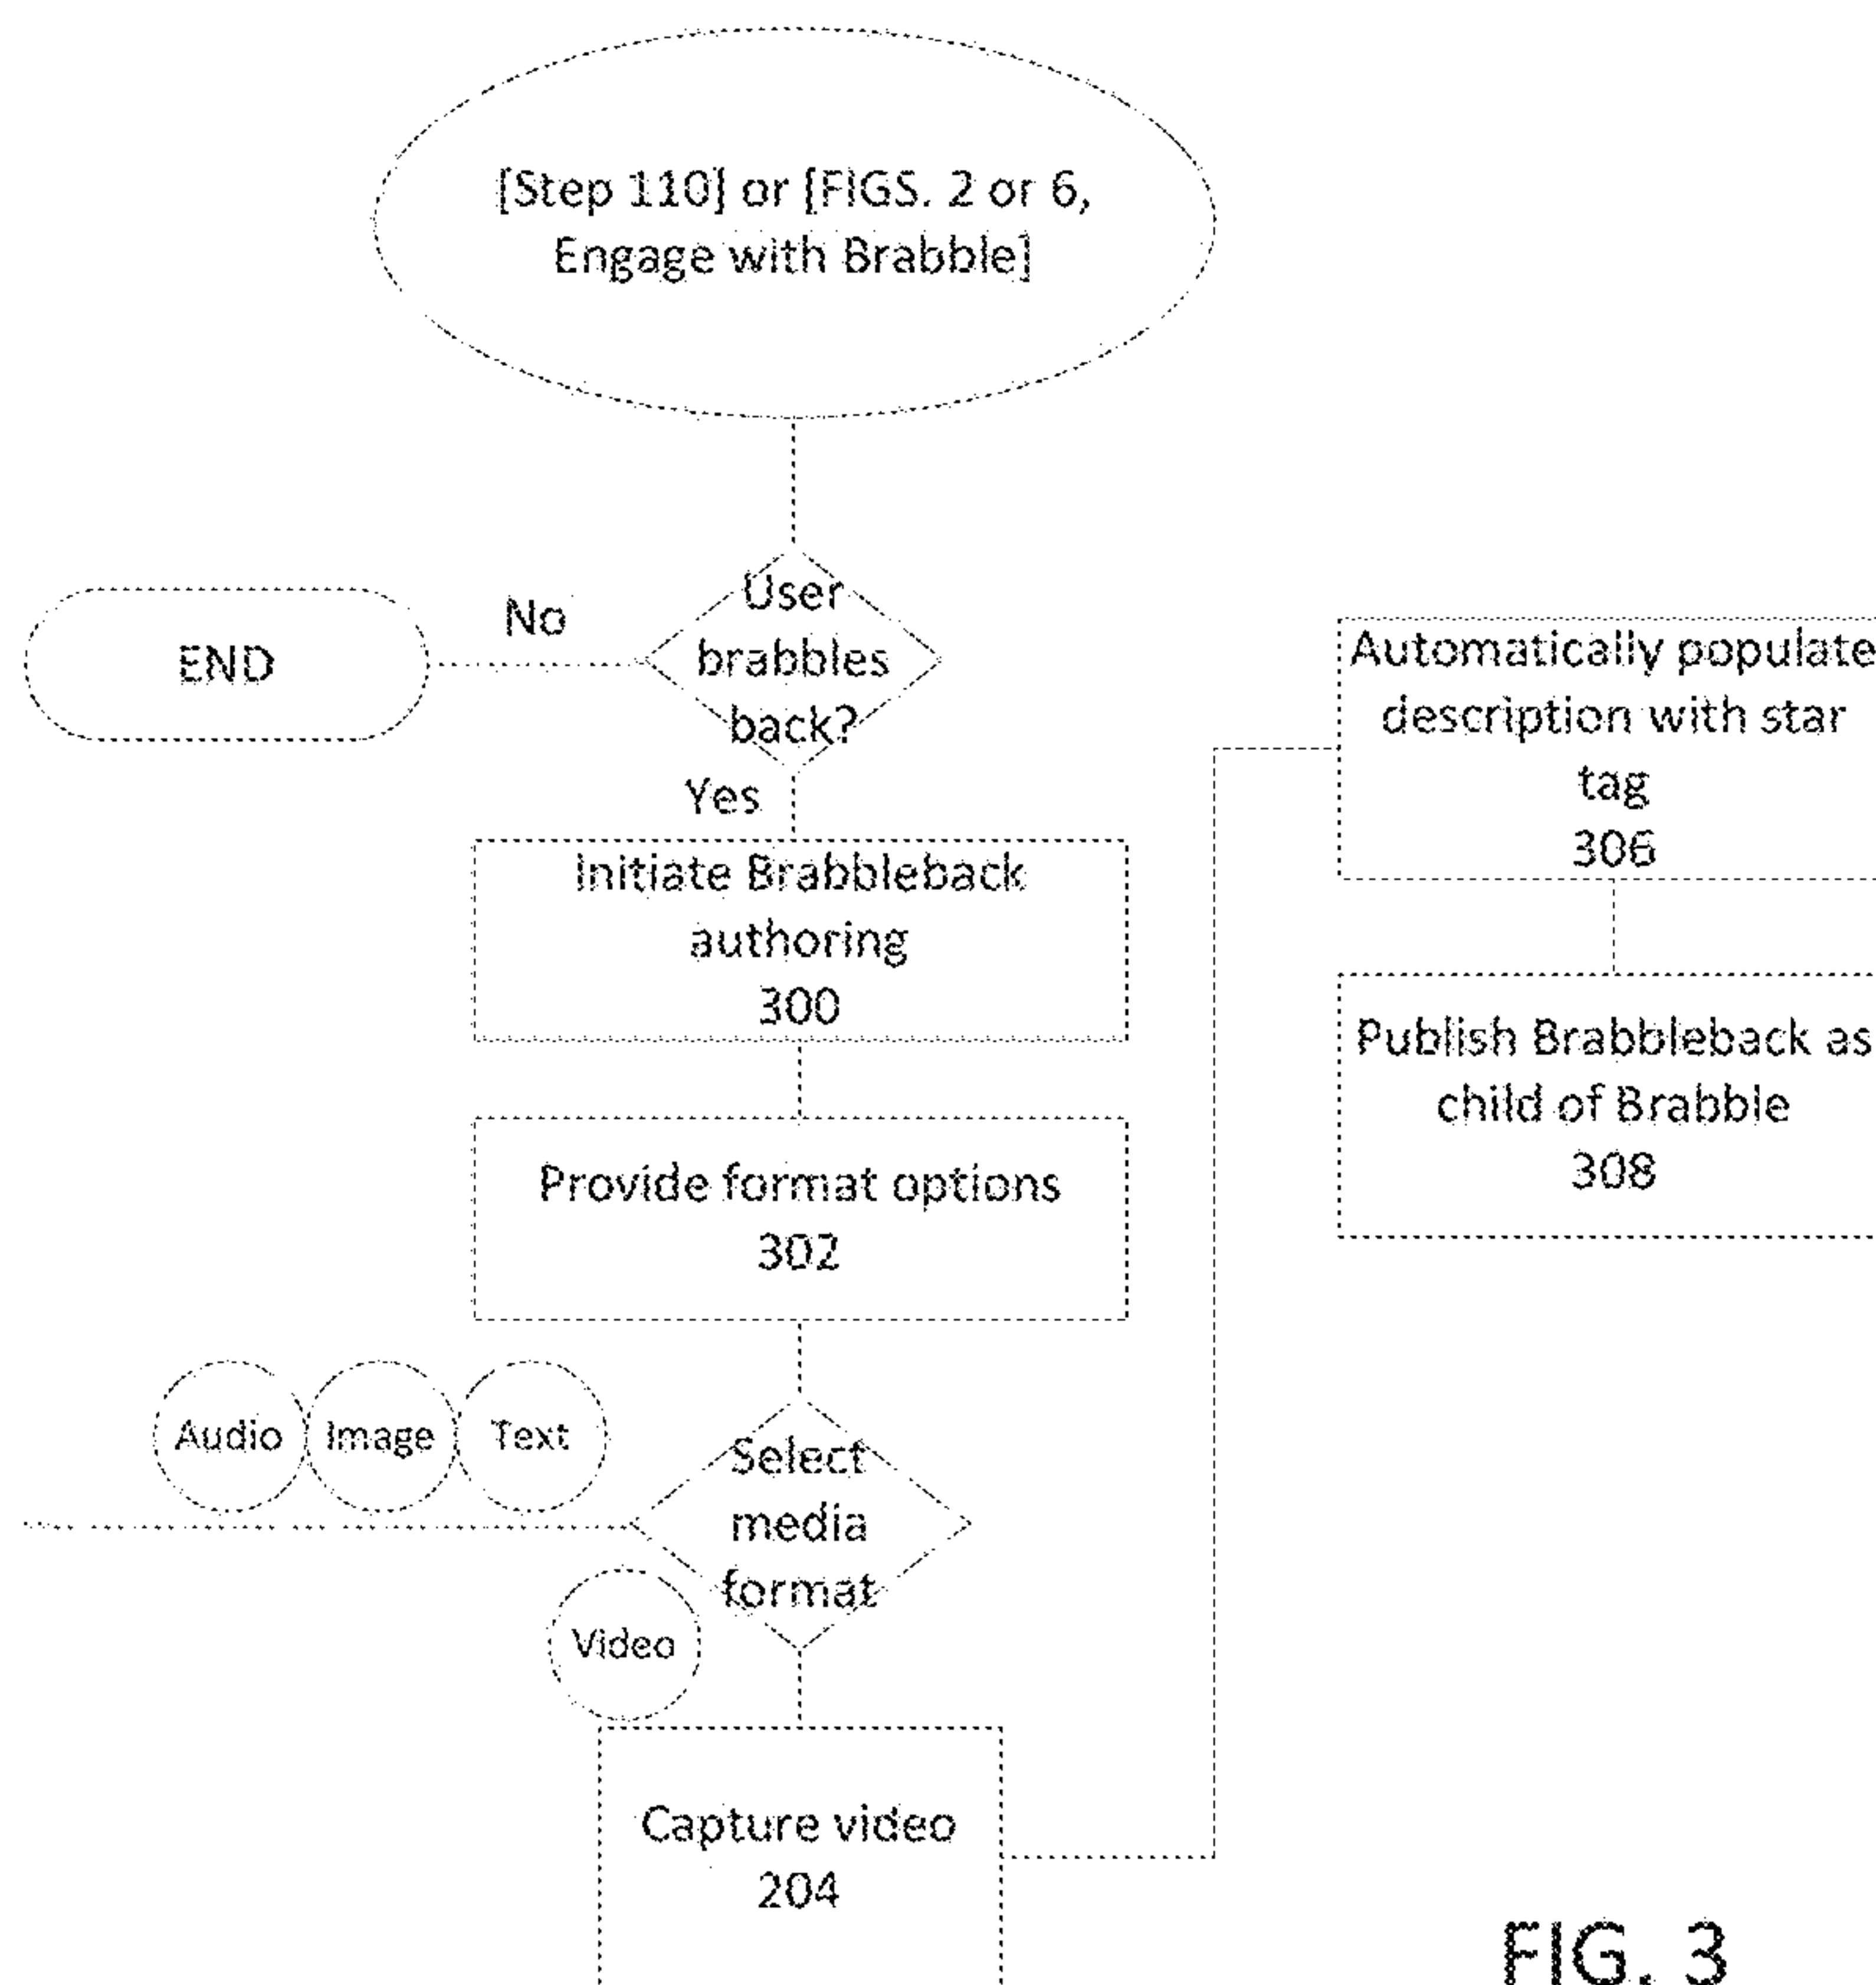 [Step 110] or [FIGS. 2 or 6,
Engage with Brabble]
User
brabbles
back?
No
END
Yes
Initiate Brabbleback
authoring
300
Provide format options
302
Select
media
format
Audio
Image
Text
Video
Capture video
204
Automatically populate
description with star
tag
306
Publish Brabbleback as
child of Brabble
308
FIG. 3